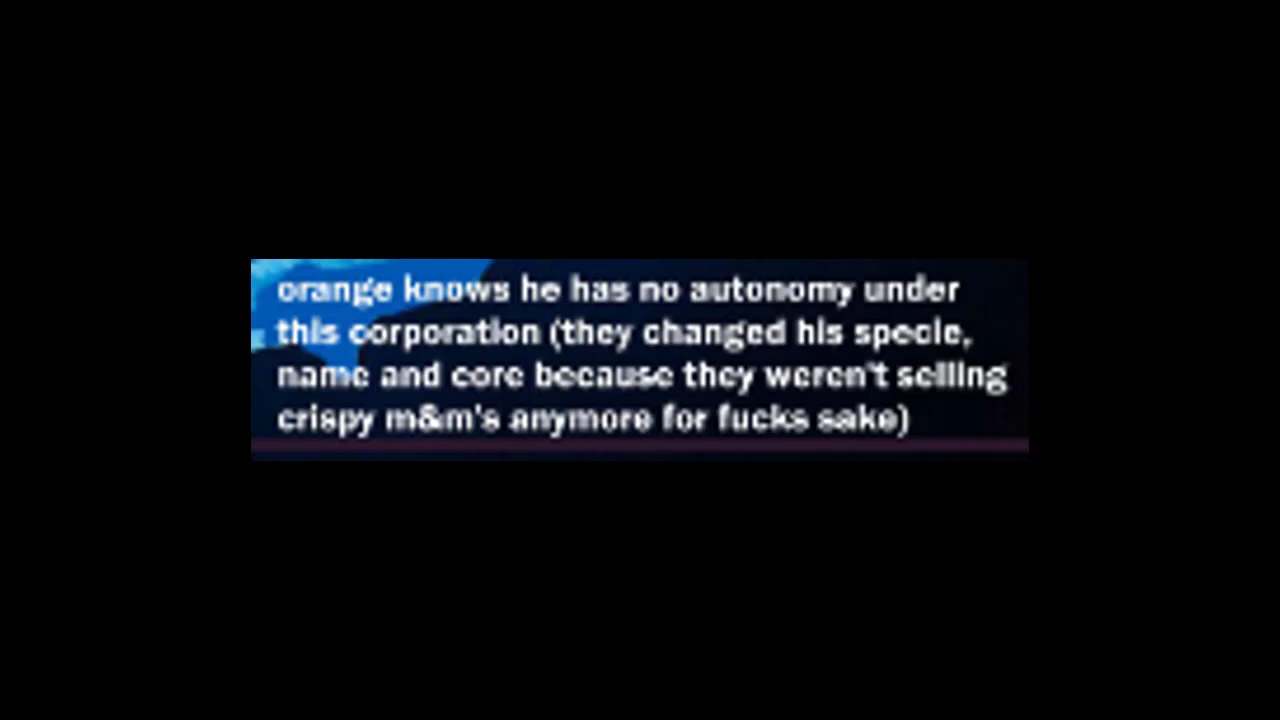 orange knows he has no autonomy under
this corporation (they changed his specie,
name and core because they weren't selling
crispy m&m's anymore for fucks sake)